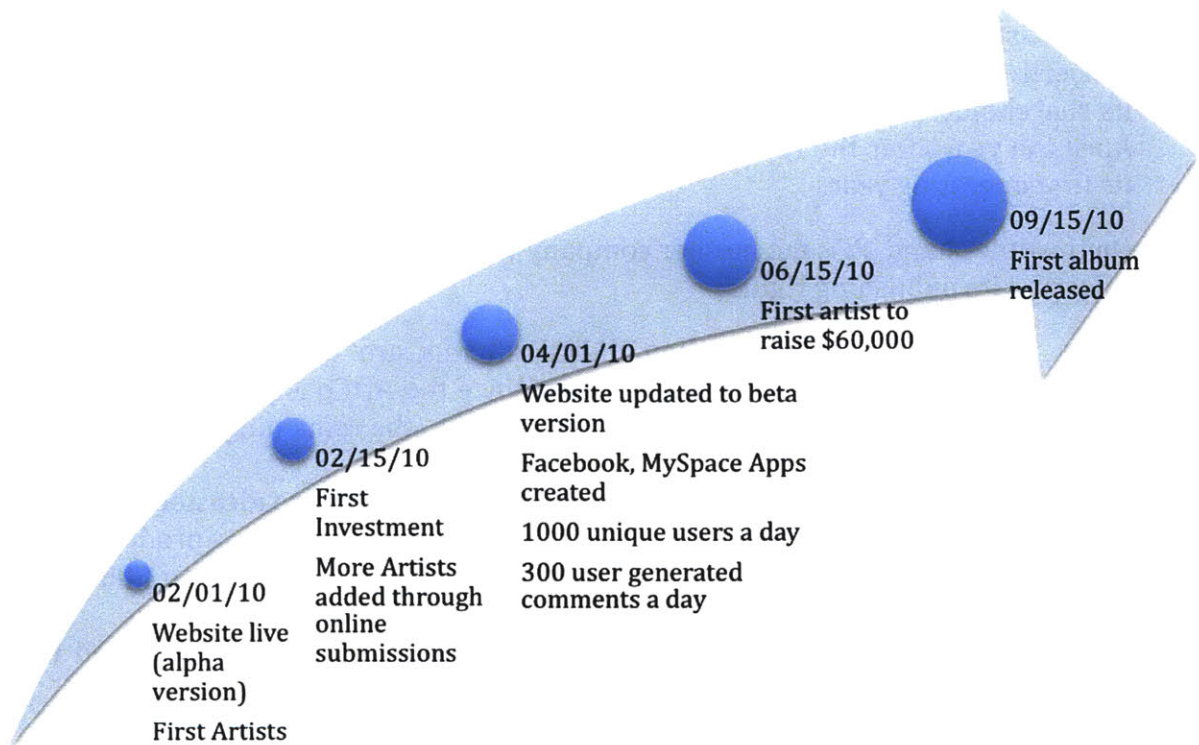 02/01/10
Website live
(alpha
version)
First Artists
02/15/10
First
Investment
More Artists
added through
online
submissions
04/01/10
Website updated to beta
version
Facebook, MySpace Apps
created
1000 unique users a day
300 user generated
comments a day
06/15/10
First artist to
raise $60,000
09/15/10
First album
released